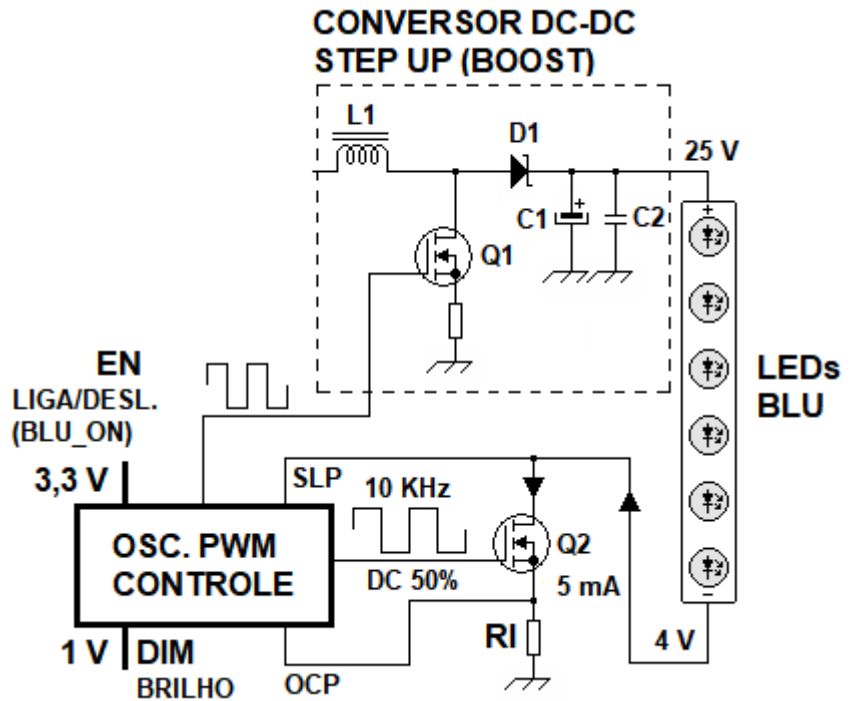 CONVERSOR DC-DC
STEP UP (BOOST)
L1
D1
25 V
+
C1
C2
+
Q1
EN
LIGA/DESL.
(BLU_ON)
LEDs
BLU
3,3 V
SLP
10 KHz
OSC. PWM
CONTROLE
Q2
DC 50%
5 mA
-
RI
4 V
1 V
DIM
BRILHO
OCP